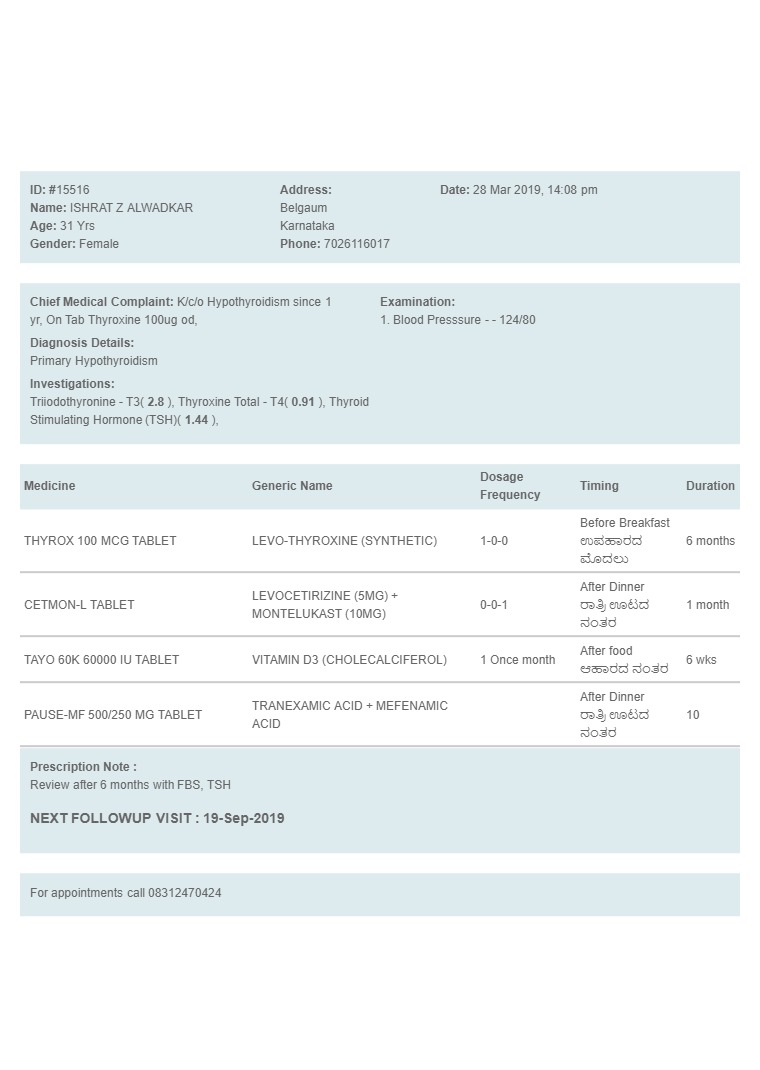 ID: #15516
Name: ISHRAT Z ALWADKAR
Age: 31 Yrs
Gender: Female
Address:
Belgaum
Karnataka
Phone: 7026116017
Date: 28 Mar 2019, 14:08 pm
Chief Medical Complaint: K/c/o Hypothyroidism since 1
yr, On Tab Thyroxine 100ug od,
Diagnosis Details:
Primary Hypothyroidism
Investigations:
Triiodothyronine - T3( 2.8 ), Thyroxine Total - T4( 0.91 ), Thyroid
Stimulating Hormone (TSH)( 1.44 ),
Examination:
1. Blood Presssure - - 124/80
Medicine Generic Name Dosage Frequency Timing Duration
THYROX 100 MCG TABLET LEVO-THYROXINE (SYNTHETIC) 1-0-0 Before Breakfast ಉಪಹಾರದ ಮೊದಲು 6 months
CETMON-L TABLET LEVOCETIRIZINE (5MG) + MONTELUKAST (10MG) 0-0-1 After Dinner ರಾತ್ರಿ ಊಟದ ನಂತರ 1 month
TAYO 60K 60000 IU TABLET VITAMIN D3 (CHOLECALCIFEROL) 1 Once month After food ಆಹಾರದ ನಂತರ 6 wks
PAUSE-MF 500/250 MG TABLET TRANEXAMIC ACID + MEFENAMIC ACID After Dinner ರಾತ್ರಿ ಊಟದ ನಂತರ 10
Prescription Note :
Review after 6 months with FBS, TSH
NEXT FOLLOWUP VISIT : 19-Sep-2019
For appointments call 08312470424